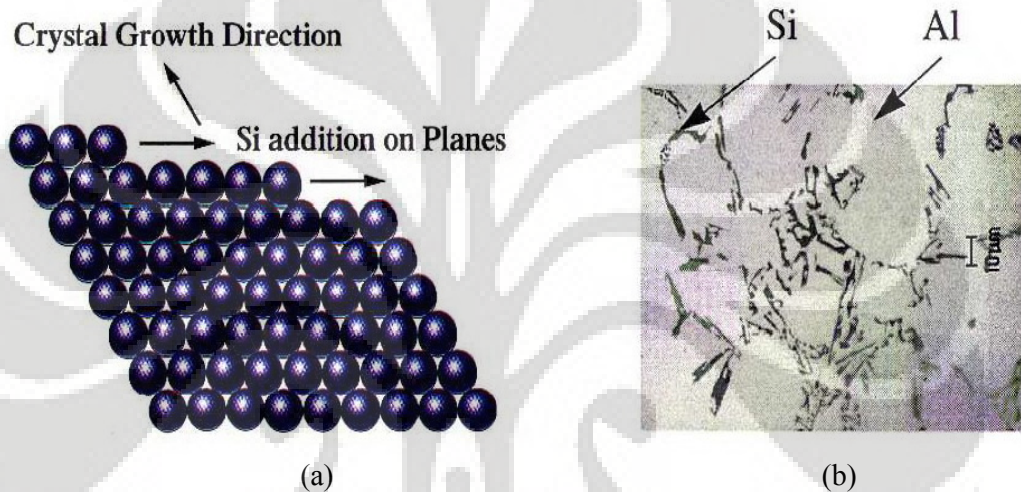 Crystal Growth Direction
Si addition on Planes
Si
Al
10µm
(a)
(b)